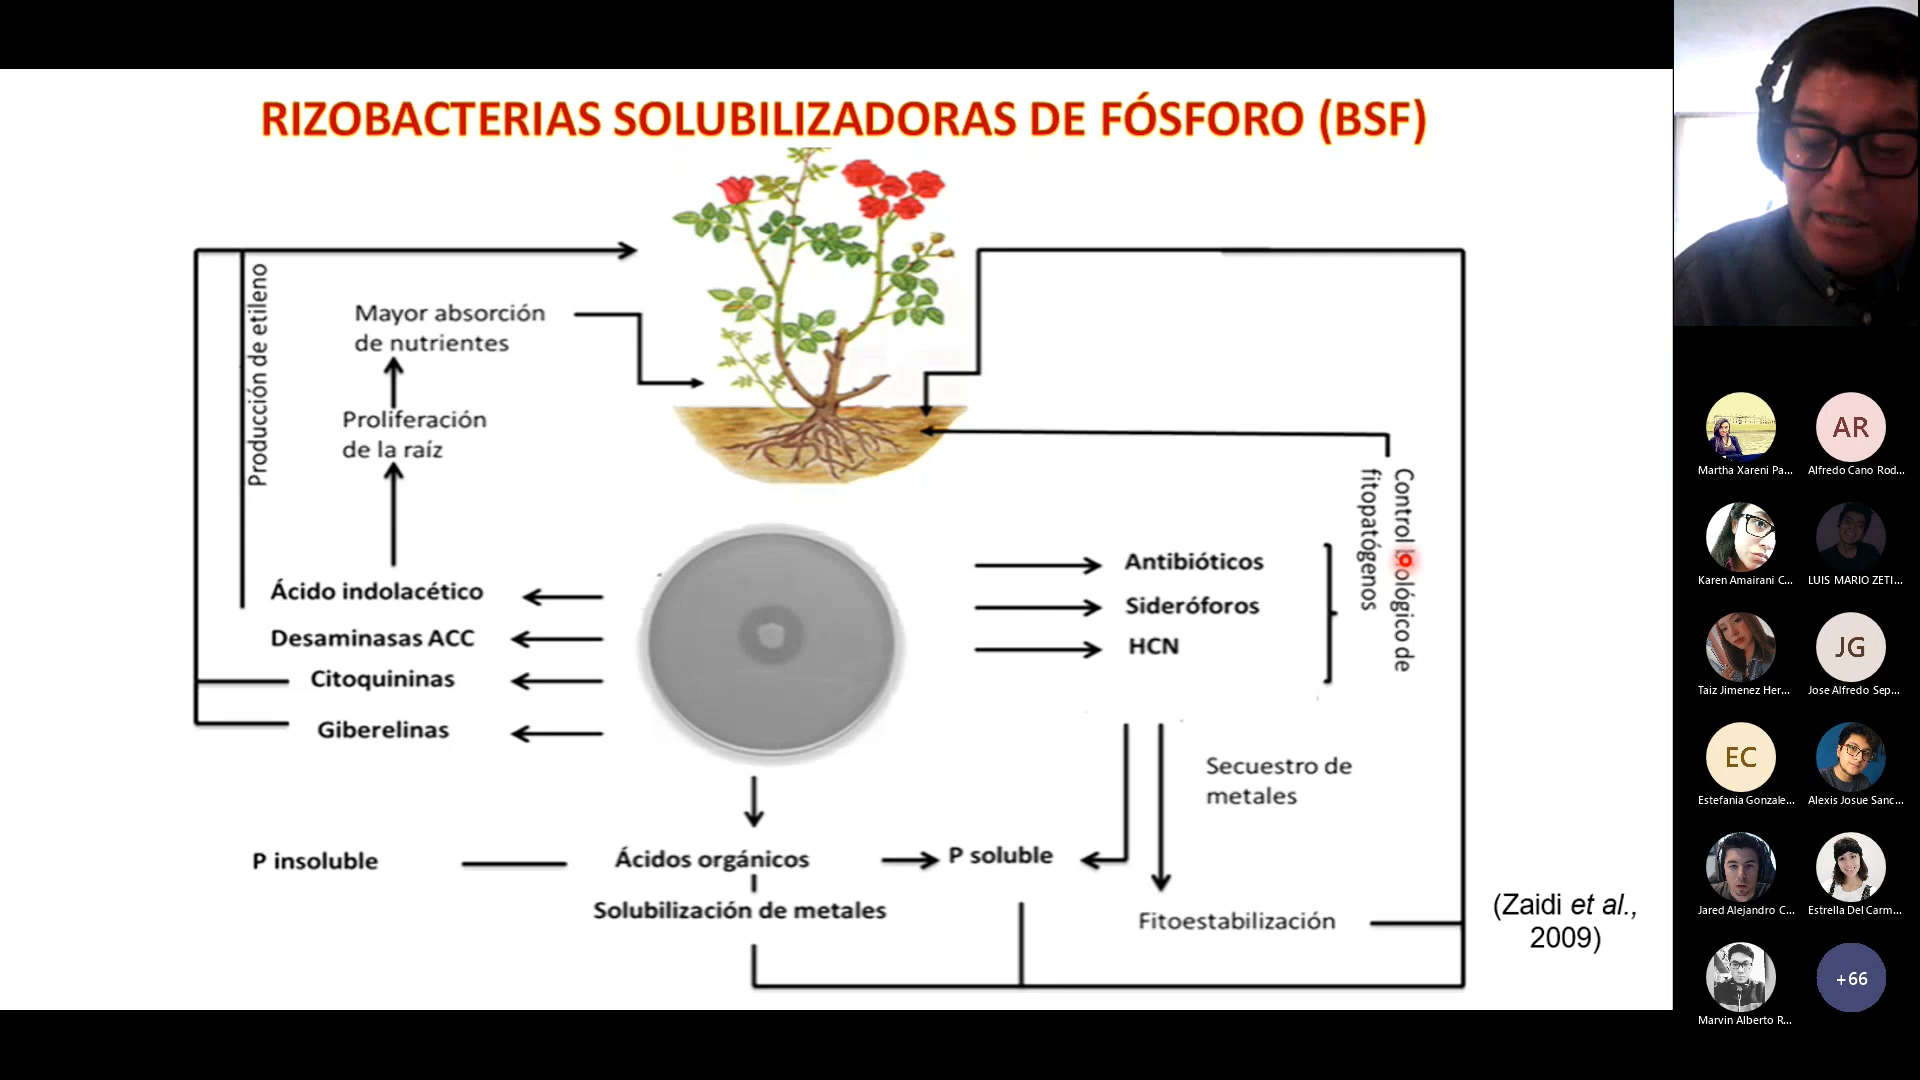 RIZOBACTERIAS SOLUBILIZADORAS DE FÓSFORO (BSF)
Producción de etileno
Mayor absorción
de nutrientes
Proliferación
de la raíz
Ácido indolacético
Desaminasas ACC
Citoquininas
Giberelinas
Antibióticos
Sideróforos
HCN
Control biológico de
fitopatógenos
Secuestro de
metales
P insoluble
Ácidos orgánicos
P soluble
Solubilización de metales
Fitoestabilización
(Zaidi et al.,
2009)
AR
Martha Xareni Pa...
Alfredo Cano Rod...
Karen Amairani C...
LUIS MARIO ZETI...
JG
Taiz Jimenez Her...
Jose Alfredo Sep...
EC
Estefania Gonzale...
Alexis Josue Sanc...
Jared Alejandro C...
Estrella Del Carm...
+66
Marvin Alberto R...